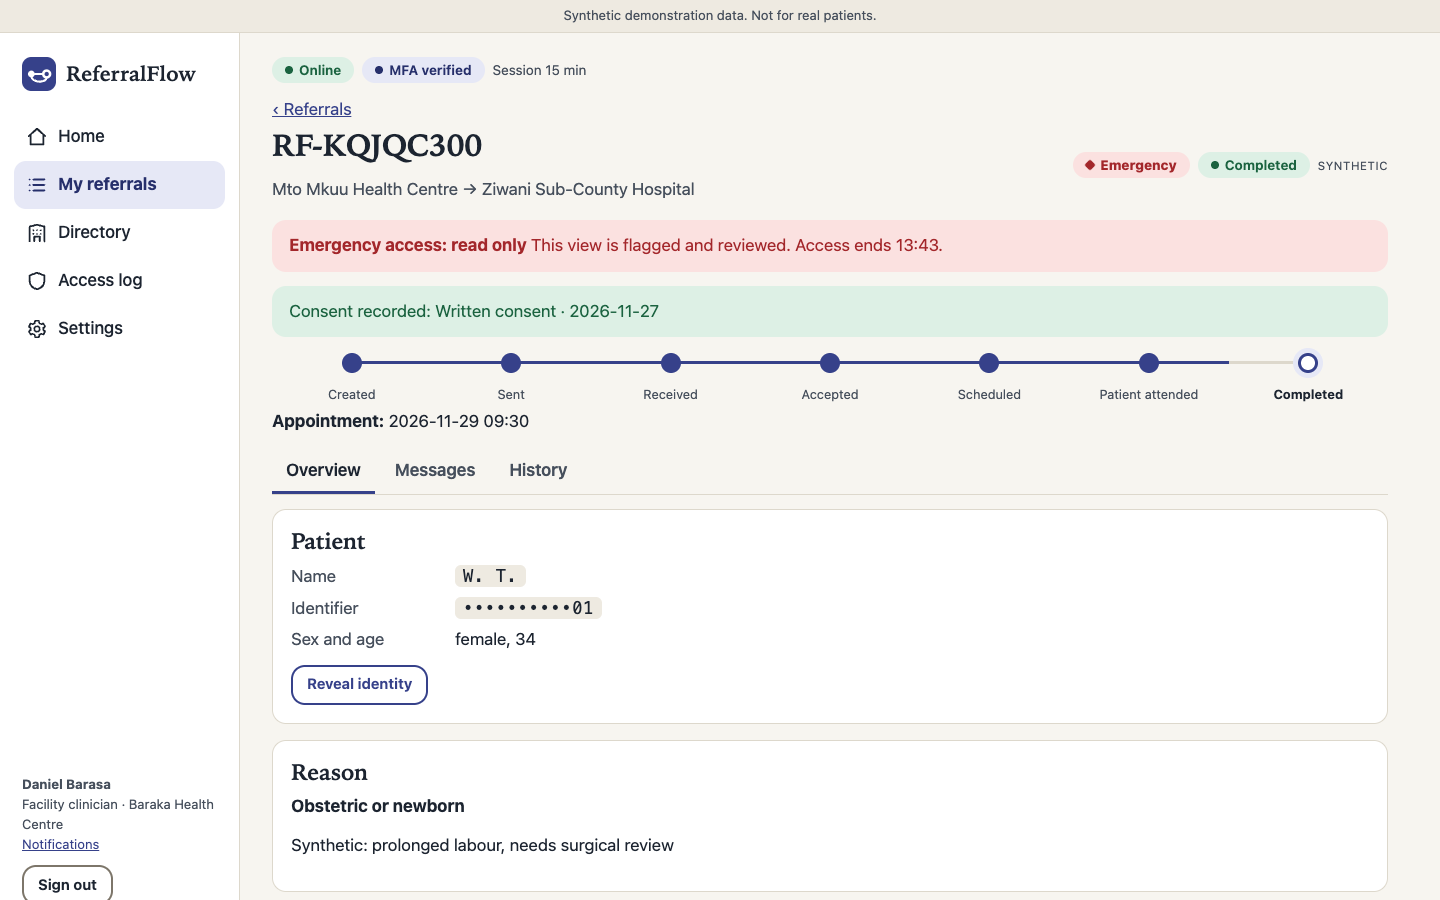 Synthetic demonstration data. Not for real patients.
ReferralFlow
Home
My referrals
Directory
Access log
Settings
Daniel Barasa
Facility clinician · Baraka Health
Centre
Notifications
Sign out
Online
MFA verified
Session 15 min
‹ Referrals
RF-KQJQC300
Mto Mkuu Health Centre → Ziwani Sub-County Hospital
Emergency
Completed
SYNTHETIC
Emergency access: read only This view is flagged and reviewed. Access ends 13:43.
Consent recorded: Written consent · 2026-11-27
Created
Sent
Received
Accepted
Scheduled
Patient attended
Completed
Appointment: 2026-11-29 09:30
Overview
Messages
History
Patient
Name W. T.
Identifier ••••••••••01
Sex and age female, 34
Reveal identity
Reason
Obstetric or newborn
Synthetic: prolonged labour, needs surgical review